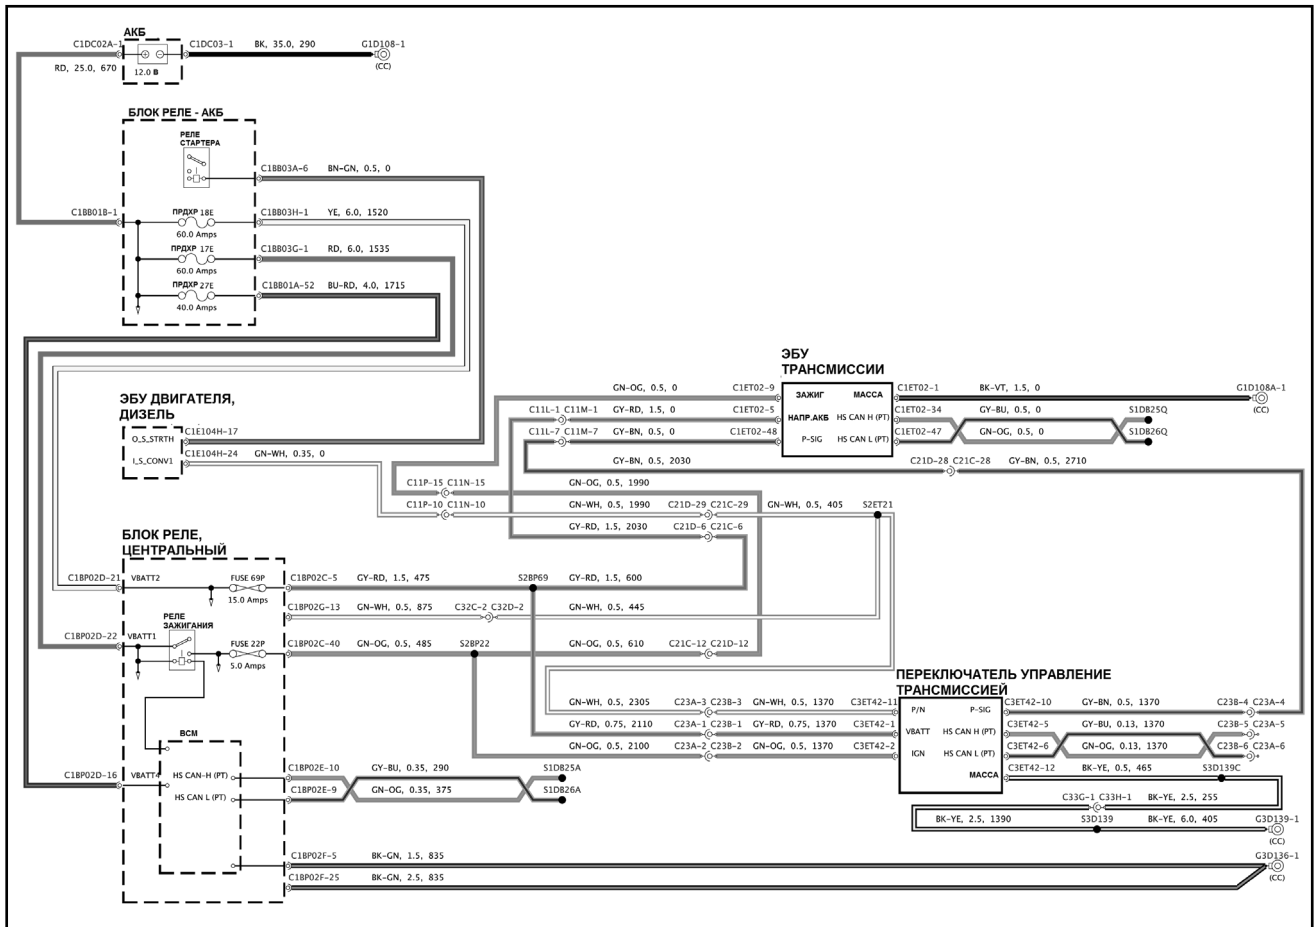 АКБ
C1DC02A-1
C1DC03-1
BK, 35.0, 290
G1D108-1
(CC)
RD, 25.0, 670
12.0 В
БЛОК РЕЛЕ - АКБ
РЕЛЕ
СТАРТЕРА
C1BB03A-6
BN-GN, 0.5, 0
C1BB01B-1
ПРДХР 18E
60.0 Amps
C1BB03H-1
YE, 6.0, 1520
ПРДХР 17E
60.0 Amps
C1BB03G-1
RD, 6.0, 1535
ПРДХР 27E
40.0 Amps
C1BB01A-52
BU-RD, 4.0, 1715
ЭБУ ДВИГАТЕЛЯ,
ДИЗЕЛЬ
O_S_STRTH
C1E104H-17
I_S_CONV1
C1E104H-24
GN-WH, 0.35, 0
ЭБУ
ТРАНСМИССИИ
GN-OG, 0.5, 0
C1ET02-9
ЗАЖИГ
МАССА
C1ET02-1
BK-VT, 1.5, 0
G1D108A-1
(CC)
C11L-1
C11M-1
GY-RD, 1.5, 0
C1ET02-5
НАПР.АКБ
HS CAN H (PT)
C1ET02-34
GY-BU, 0.5, 0
S1DB25Q
C11L-7
C11M-7
GY-BN, 0.5, 0
C1ET02-48
P-SIG
HS CAN L (PT)
C1ET02-47
GN-OG, 0.5, 0
S1DB26Q
GY-BN, 0.5, 2030
C21D-28
C21C-28
GY-BN, 0.5, 2710
C11P-15
C11N-15
GN-OG, 0.5, 1990
C11P-10
C11N-10
GN-WH, 0.5, 1990
C21D-29
C21C-29
GN-WH, 0.5, 405
S2ET21
GY-RD, 1.5, 2030
C21D-6
C21C-6
БЛОК РЕЛЕ,
ЦЕНТРАЛЬНЫЙ
C1BP02D-21
VBATT2
FUSE 69P
15.0 Amps
C1BP02C-5
GY-RD, 1.5, 475
S2BP69
GY-RD, 1.5, 600
C1BP02G-13
GN-WH, 0.5, 875
C32C-2
C32D-2
GN-WH, 0.5, 445
РЕЛЕ
ЗАЖИГАНИЯ
C1BP02D-22
VBATT1
FUSE 22P
5.0 Amps
C1BP02C-40
GN-OG, 0.5, 485
S2BP22
GN-OG, 0.5, 610
C21C-12
C21D-12
ПЕРЕКЛЮЧАТЕЛЬ УПРАВЛЕНИЕ
ТРАНСМИССИЕЙ
GN-WH, 0.5, 2305
C23A-3
C23B-3
GN-WH, 0.5, 1370
C3ET42-11
P/N
P-SIG
C3ET42-10
GY-BN, 0.5, 1370
C23B-4
C23A-4
GY-RD, 0.75, 2110
C23A-1
C23B-1
GY-RD, 0.75, 1370
C3ET42-1
VBATT
HS CAN H (PT)
C3ET42-5
GY-BU, 0.13, 1370
C23B-5
C23A-5
GN-OG, 0.5, 2100
C23A-2
C23B-2
GN-OG, 0.5, 1370
C3ET42-2
IGN
HS CAN L (PT)
C3ET42-6
GN-OG, 0.13, 1370
C23B-6
C23A-6
МАССА
C3ET42-12
BK-YE, 0.5, 465
S3D139C
C33G-1
C33H-1
BK-YE, 2.5, 255
BK-YE, 2.5, 1390
S3D139
BK-YE, 6.0, 405
G3D139-1
(CC)
BCM
C1BP02D-16
VBATT4
HS CAN-H (PT)
C1BP02E-10
GY-BU, 0.35, 290
S1DB25A
HS CAN L (PT)
C1BP02E-9
GN-OG, 0.35, 375
S1DB26A
C1BP02F-5
BK-GN, 1.5, 835
G3D136-1
(CC)
C1BP02F-25
BK-GN, 2.5, 835